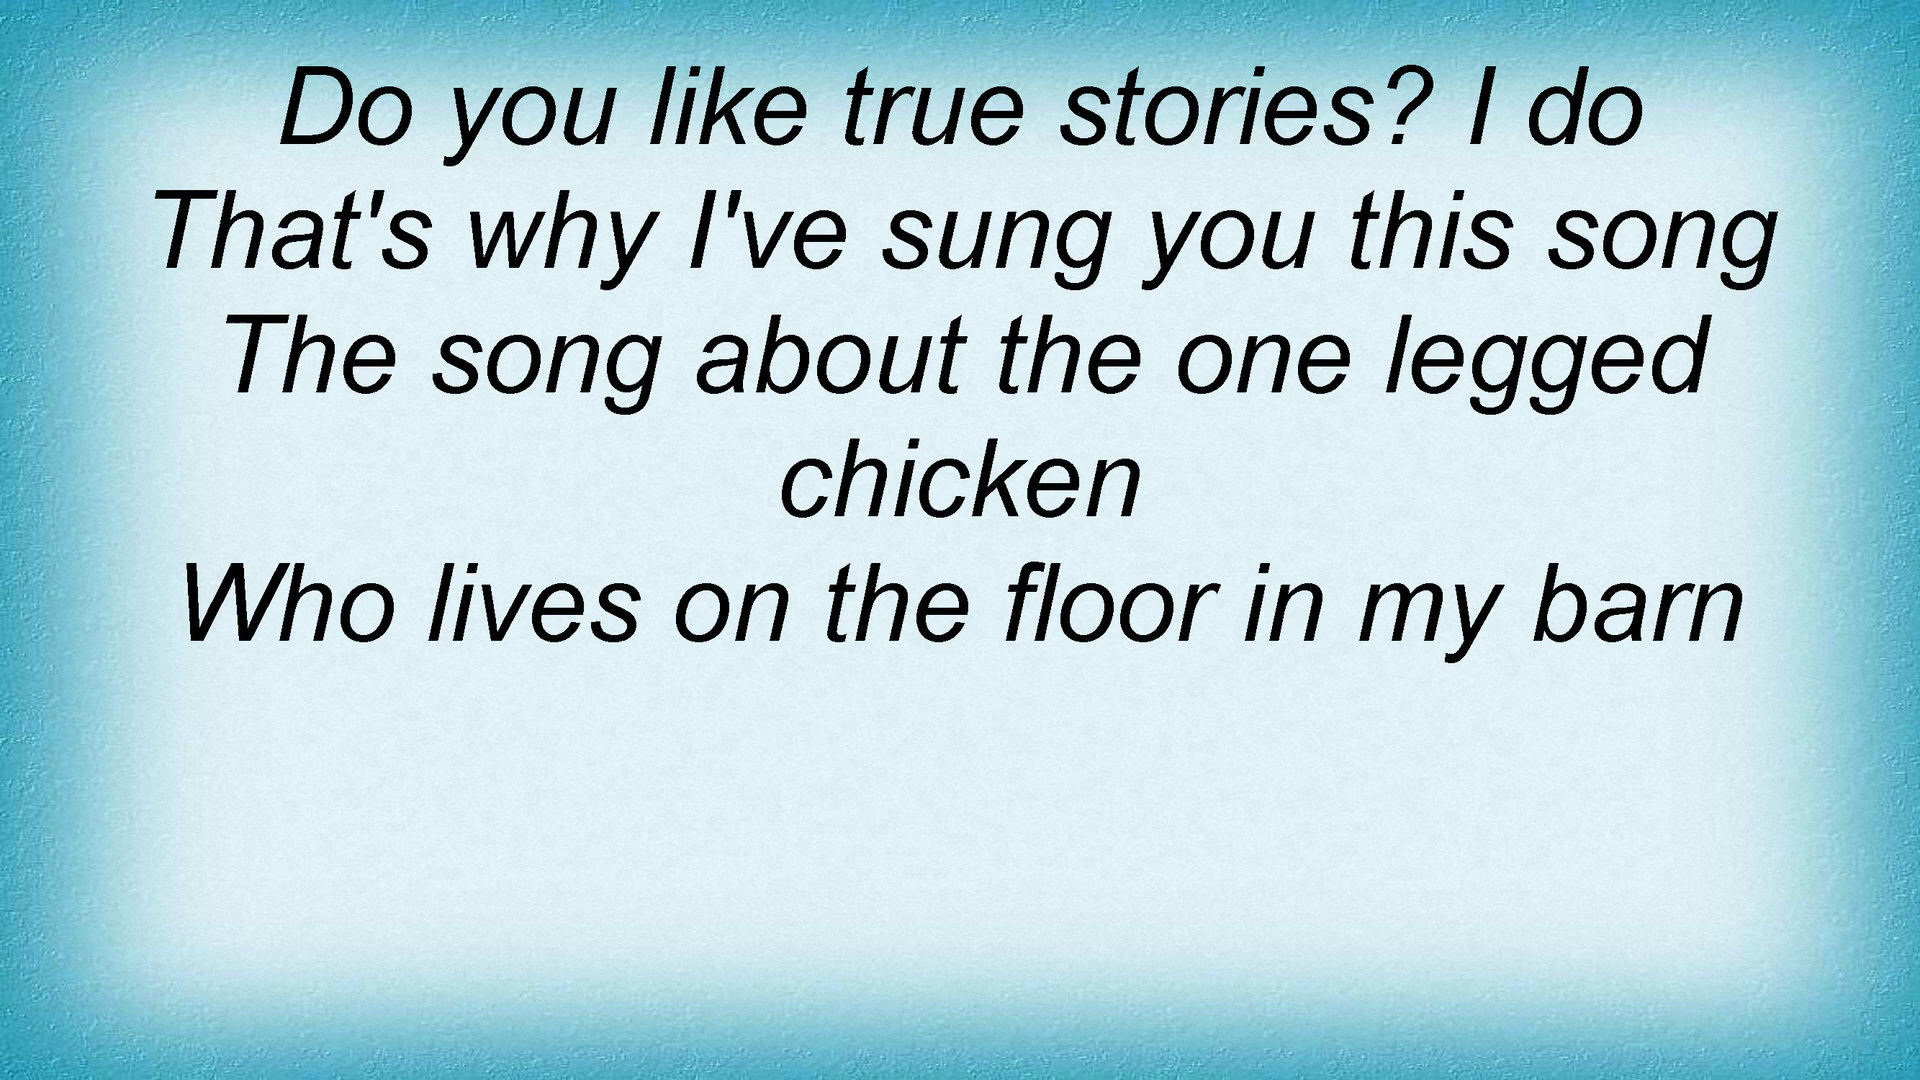 Do you like true stories? I do
That's why I've sung you this song
The song about the one legged
chicken
Who lives on the floor in my barn